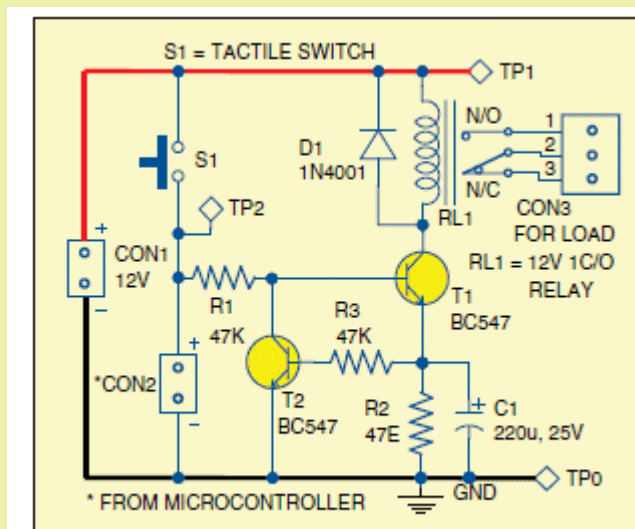 S1 = TACTILE SWITCH
TP1
N/O
1
2
3
D1
1N4001
S1
N/C
TP2
RL1
CON3
FOR LOAD
RL1 = 12V 1C/O
RELAY
+
CON1
12V
−
R1
47K
R3
47K
T1
BC547
+
*CON2
−
T2
BC547
R2
47E
+
C1
220u, 25V
TP0
* FROM MICROCONTROLLER
GND